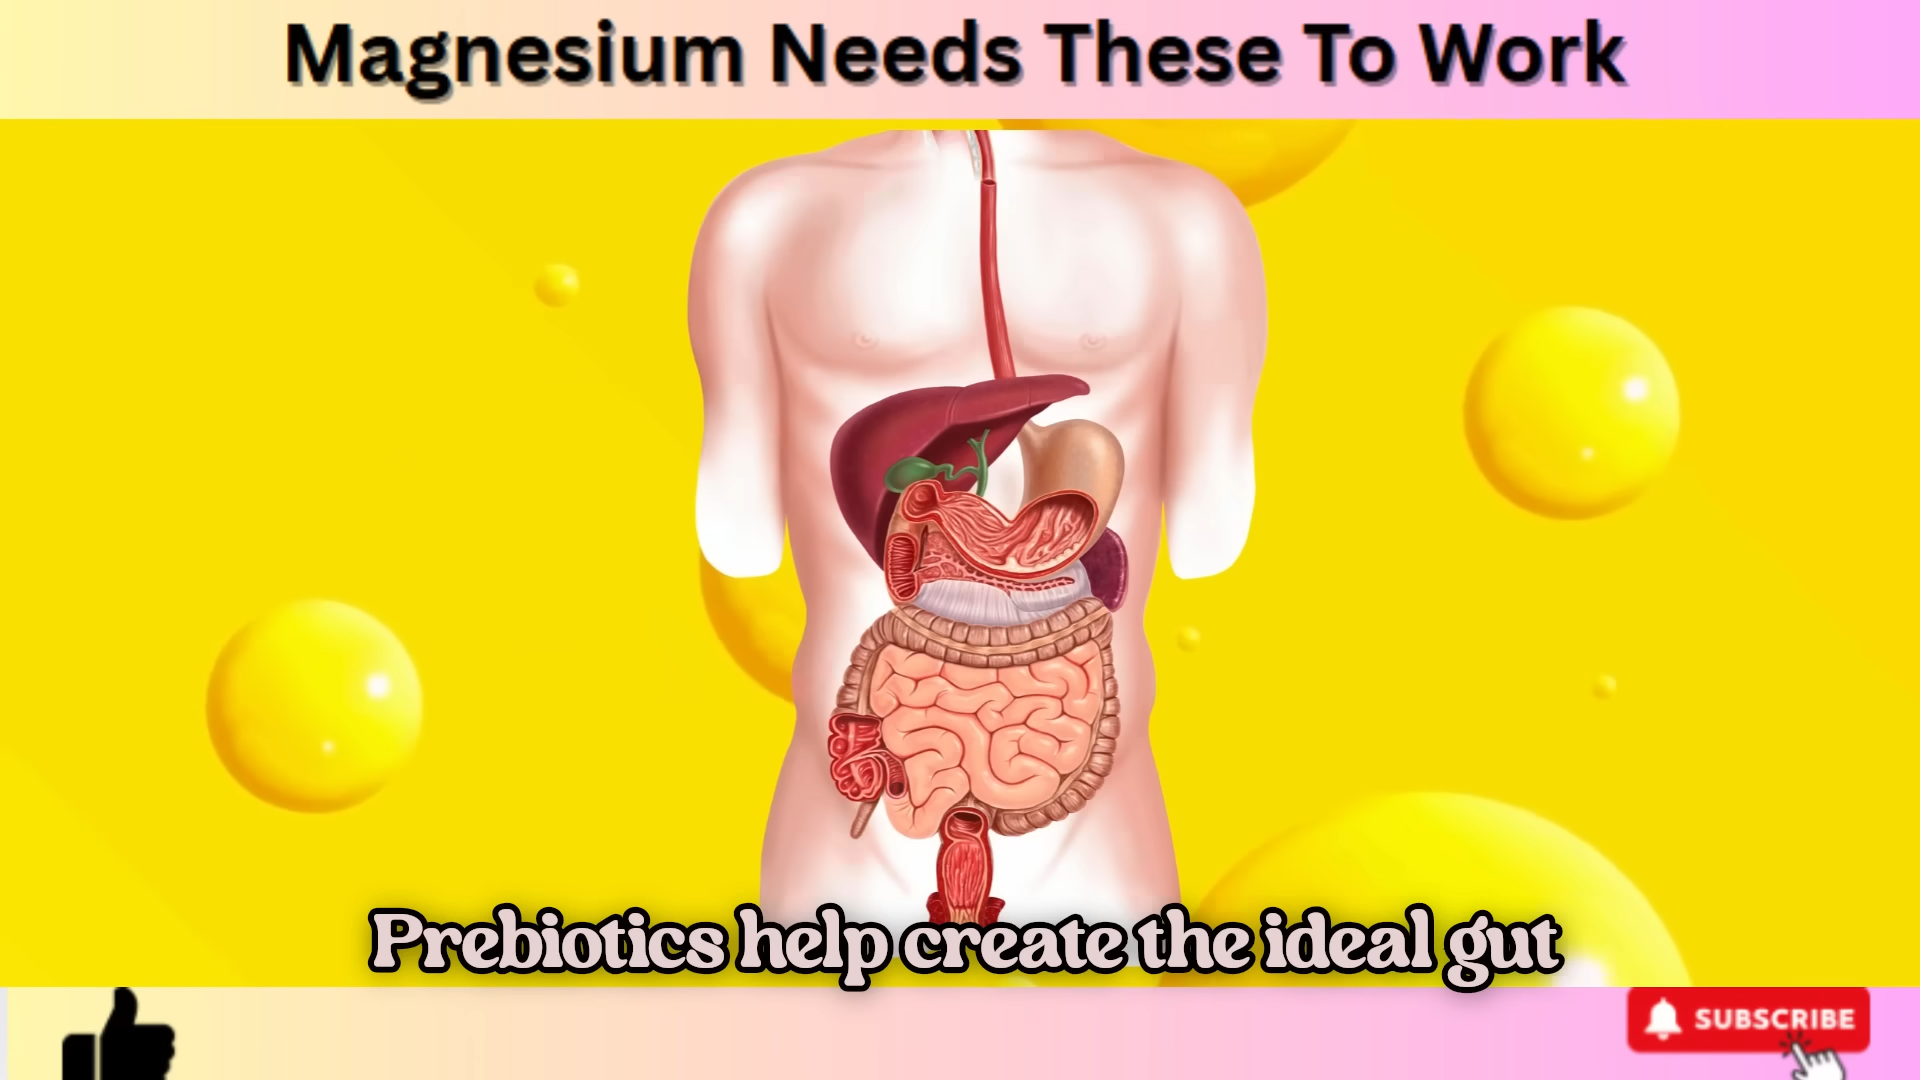 Magnesium Needs These To Work
Prebiotics help create the ideal gut
SUBSCRIBE